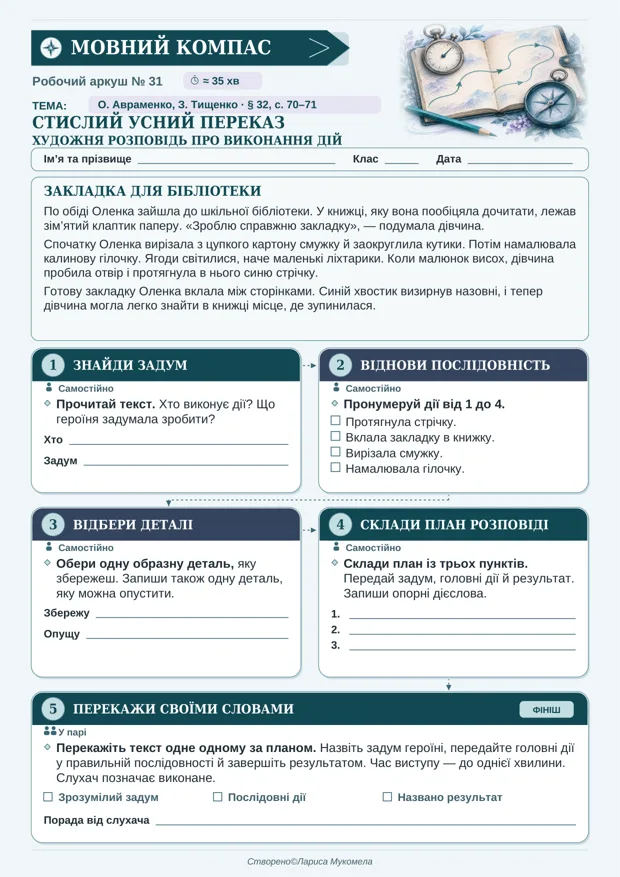 МОВНИЙ КОМПАС
Робочий аркуш № 31
≈ 35 хв
ТЕМА:
О. Авраменко, З. Тищенко · § 32, с. 70–71
СТИСЛИЙ УСНИЙ ПЕРЕКАЗ
ХУДОЖНЯ РОЗПОВІДЬ ПРО ВИКОНАННЯ ДІЙ
Ім’я та прізвище
Клас
Дата
ЗАКЛАДКА ДЛЯ БІБЛІОТЕКИ
По обіді Оленка зайшла до шкільної бібліотеки. У книжці, яку вона пообіцяла дочитати, лежав
зім’ятий клаптик паперу. «Зроблю справжню закладку», — подумала дівчина.
Спочатку Оленка вирізала з цупкого картону смужку й заокруглила кутики. Потім намалювала
калинову гілочку. Ягоди світилися, наче маленькі ліхтарики. Коли малюнок висох, дівчина
пробила отвір і протягнула в нього синю стрічку.
Готову закладку Оленка вклала між сторінками. Синій хвостик визирнув назовні, і тепер
дівчина могла легко знайти в книжці місце, де зупинилася.
1 ЗНАЙДИ ЗАДУМ
Самостійно
Прочитай текст. Хто виконує дії? Що
героїня задумала зробити?
Хто
Задум
2 ВІДНОВИ ПОСЛІДОВНІСТЬ
Самостійно
Пронумеруй дії від 1 до 4.
Протягнула стрічку.
Вклала закладку в книжку.
Вирізала смужку.
Намалювала гілочку.
3 ВІДБЕРИ ДЕТАЛІ
Самостійно
Обери одну образну деталь, яку
збережеш. Запиши також одну деталь,
яку можна опустити.
Збережу
Опущу
4 СКЛАДИ ПЛАН РОЗПОВІДІ
Самостійно
Склади план із трьох пунктів.
Передай задум, головні дії й результат.
Запиши опорні дієслова.
1.
2.
3.
5 ПЕРЕКАЖИ СВОЇМИ СЛОВАМИ
ФІНІШ
У парі
Перекажіть текст одне одному за планом. Назвіть задум героїні, передайте головні дії
у правильній послідовності й завершіть результатом. Час виступу — до однієї хвилини.
Слухач позначає виконане.
Зрозумілий задум
Послідовні дії
Названо результат
Порада від слухача
Створено©Лариса Мукомела